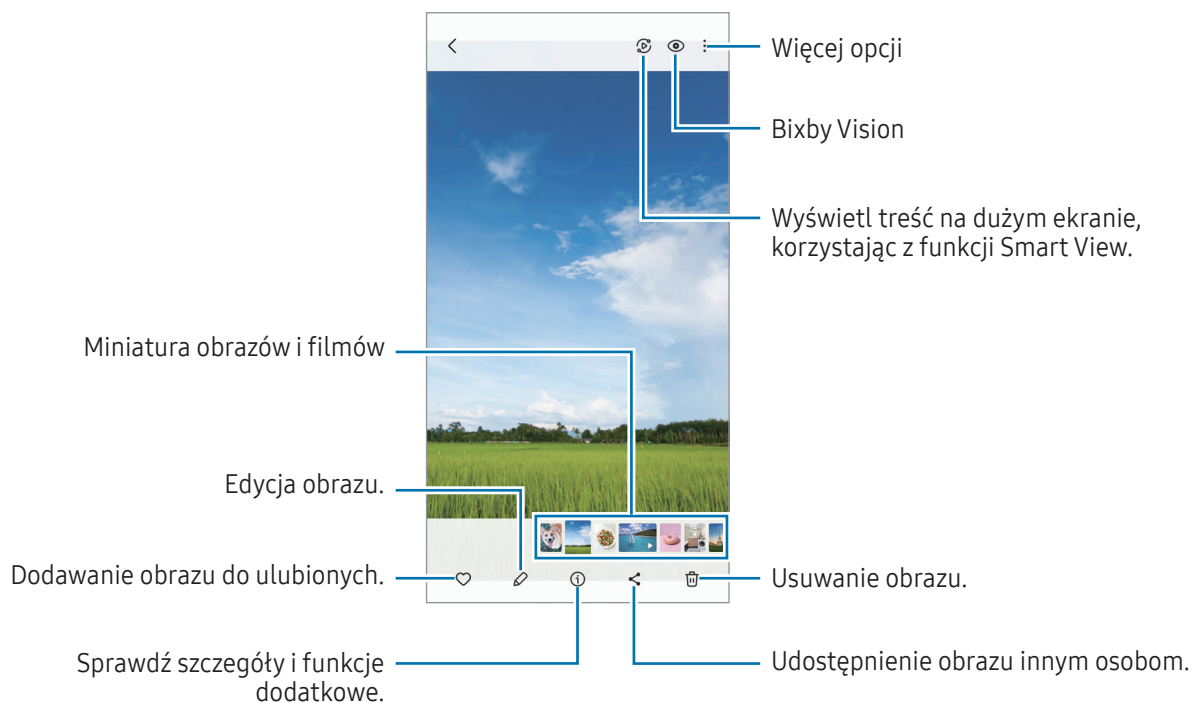 Więcej opcji
Bixby Vision
Wyświetl treść na dużym ekranie,
korzystając z funkcji Smart View.
Miniatura obrazów i filmów
Edycja obrazu.
Dodawanie obrazu do ulubionych.
Usuwanie obrazu.
Sprawdź szczegóły i funkcje
dodatkowe.
Udostępnienie obrazu innym osobom.